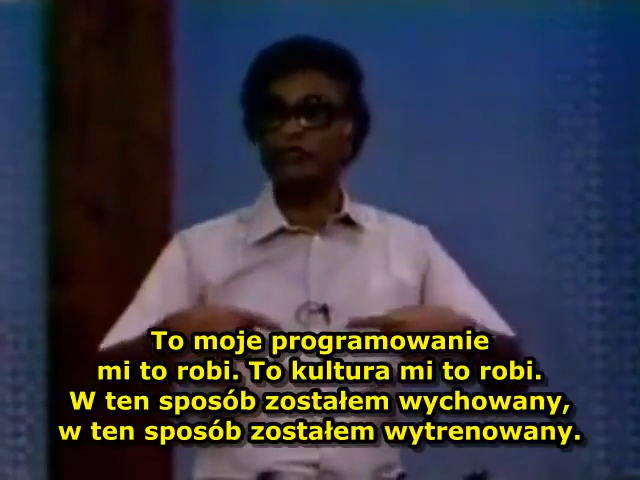 To moje programowanie
mi to robi. To kultura mi to robi.
W ten sposób zostałem wychowany,
w ten sposób zostałem wytrenowany.